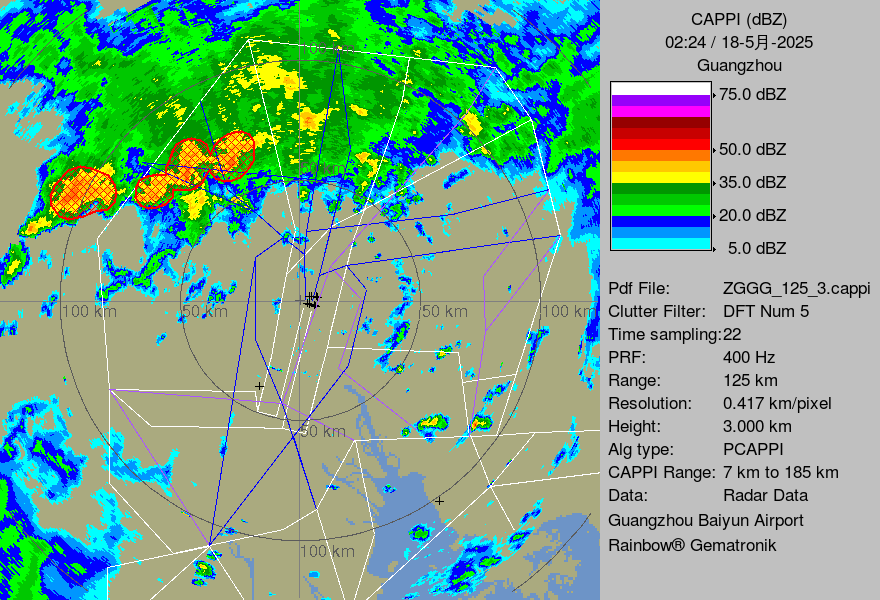 CAPPI (dBZ)
02:24 / 18-5月-2025
Guangzhou
75.0 dBZ
50.0 dBZ
35.0 dBZ
20.0 dBZ
5.0 dBZ
Pdf File: ZGGG_125_3.cappi
Clutter Filter: DFT Num 5
Time sampling:22
PRF: 400 Hz
Range: 125 km
Resolution: 0.417 km/pixel
Height: 3.000 km
Alg type: PCAPPI
CAPPI Range: 7 km to 185 km
Data: Radar Data
Guangzhou Baiyun Airport
Rainbow® Gematronik
100 km
50 km
50 km
100 km
50 km
100 km